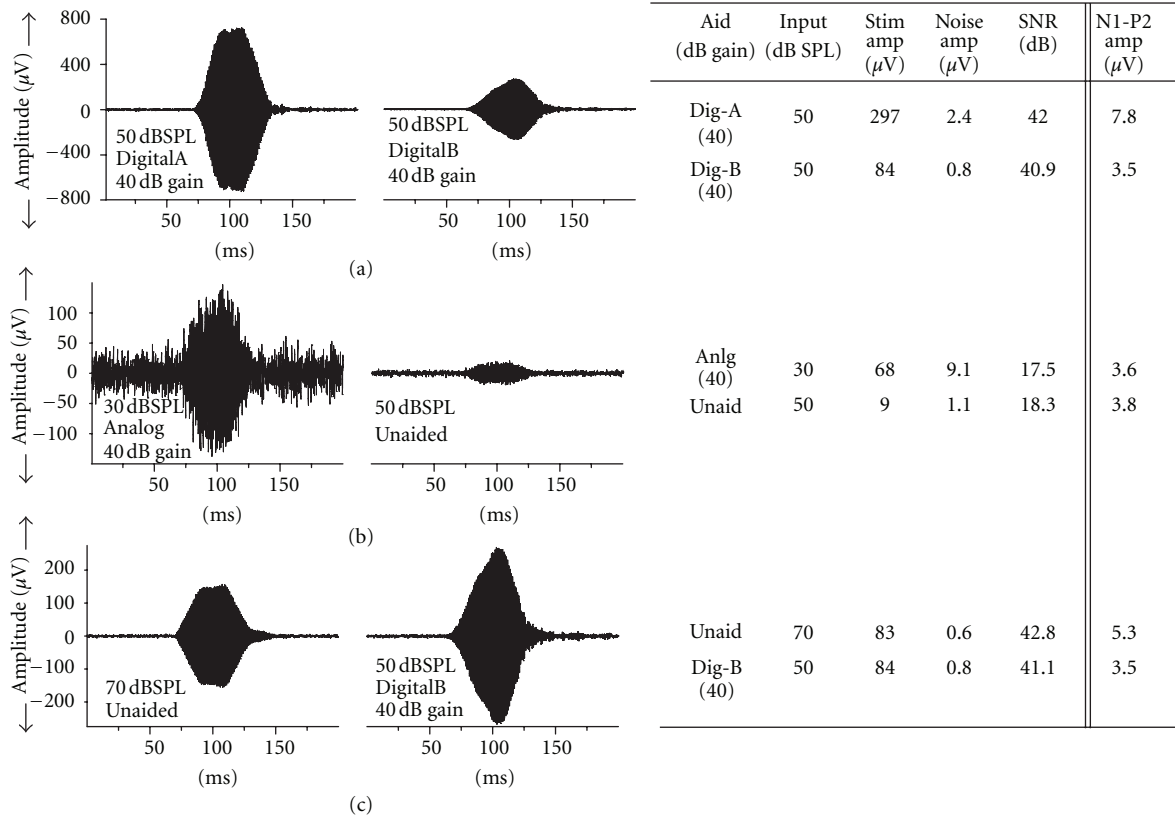 800
400
0
−400
−800
Amplitude (μV)
50 dBSPL
DigitalA
40 dB gain
50 100 150
(ms)
50 dBSPL
DigitalB
40 dB gain
50 100 150
(ms)
(a)
100
50
0
−50
−100
Amplitude (μV)
30 dBSPL
Analog
40 dB gain
50 100 150
(ms)
50 dBSPL
Unaided
50 100 150
(ms)
(b)
200
100
0
−100
−200
Amplitude (μV)
70 dBSPL
Unaided
50 100 150
(ms)
50 dBSPL
DigitalB
40 dB gain
50 100 150
(ms)
(c)
Aid Input Stim Noise SNR N1-P2
(dB gain) (dB SPL) amp amp (dB) amp
(μV) (μV) (μV)
Dig-A 50 297 2.4 42 7.8
(40)
Dig-B 50 84 0.8 40.9 3.5
(40)
Anlg 30 68 9.1 17.5 3.6
(40)
Unaid 50 9 1.1 18.3 3.8
Unaid 70 83 0.6 42.8 5.3
Dig-B 50 84 0.8 41.1 3.5
(40)